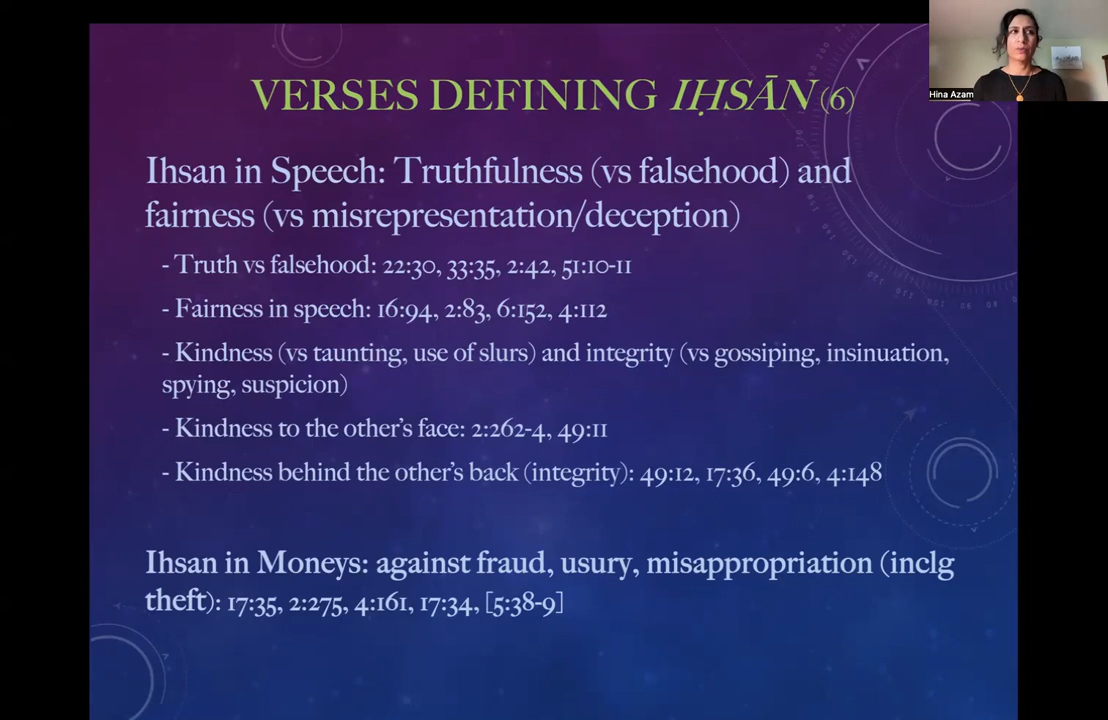 Hina Azam
VERSES DEFINING IḤSĀN (6)
Ihsan in Speech: Truthfulness (vs falsehood) and
fairness (vs misrepresentation/deception)
- Truth vs falsehood: 22:30, 33:35, 2:42, 51:10-11
- Fairness in speech: 16:94, 2:83, 6:152, 4:112
- Kindness (vs taunting, use of slurs) and integrity (vs gossiping, insinuation,
spying, suspicion)
- Kindness to the other's face: 2:262-4, 49:11
- Kindness behind the other's back (integrity): 49:12, 17:36, 49:6, 4:148
Ihsan in Moneys: against fraud, usury, misappropriation (inclg
theft): 17:35, 2:275, 4:161, 17:34, [5:38-9]